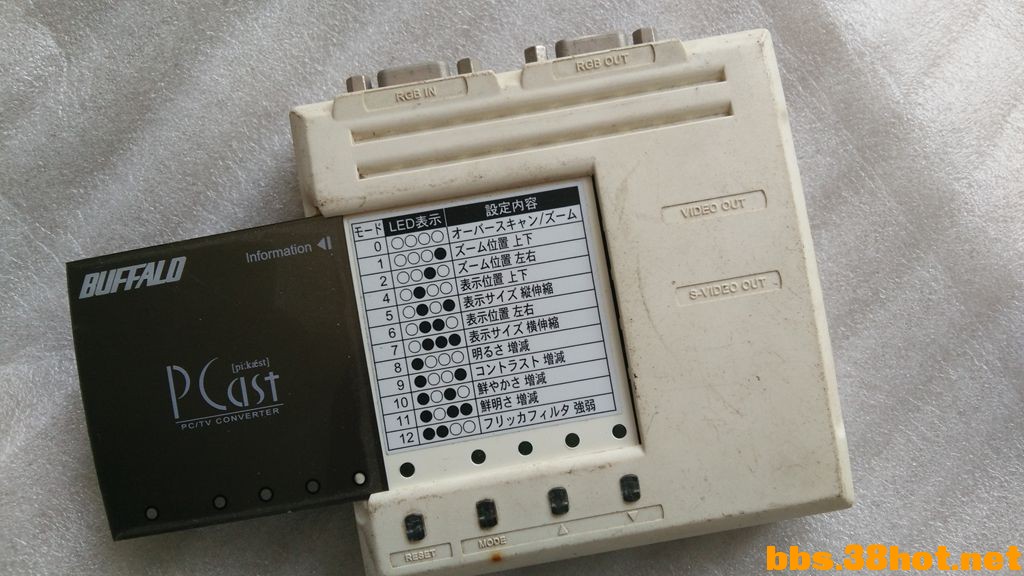 RGB IN
RGB OUT
VIDEO OUT
S-VIDEO OUT
BUFFALO
Information
[pi:kæst]
PCast
PC/TV CONVERTER
モード LED表示 設定内容
0 ○○○○ オーバースキャン/ズーム
1 ○○○● ズーム位置 上下
2 ○○●○ ズーム位置 左右
4 ○●○○ 表示位置 上下
5 ○●○● 表示サイズ 縦伸縮
6 ○●●○ 表示位置 左右
7 ○●●● 表示サイズ 横伸縮
8 ●○○○ 明るさ 増減
9 ●○○● コントラスト 増減
10 ●○●○ 鮮やかさ 増減
11 ●○●● 鮮明さ 増減
12 ●●○○ フリッカフィルタ 強弱
RESET
MODE
△
▽
bbs.38hot.net